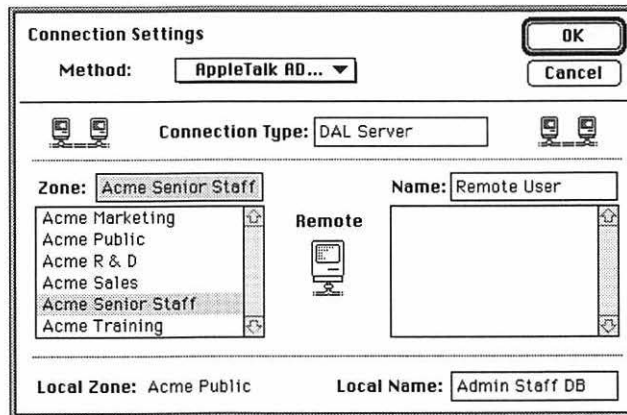 Connection Settings
OK
Method: AppleTalk AD... ▼
Cancel
Connection Type: DAL Server
Zone: Acme Senior Staff
Name: Remote User
Acme Marketing
Acme Public
Acme R & D
Acme Sales
Acme Senior Staff
Acme Training
Remote
Local Zone: Acme Public
Local Name: Admin Staff DB